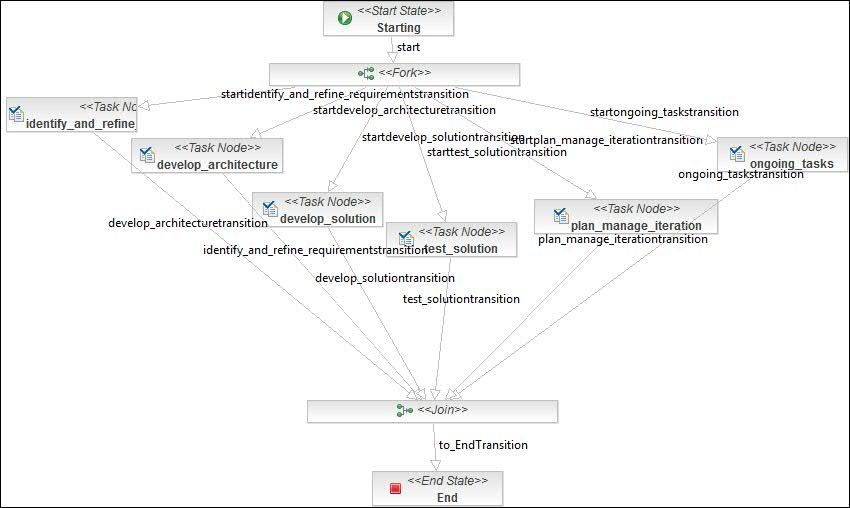 <<Start State>>
Starting
start
<<Fork>>
startidentify_and_refine_requirementstransition
<<Task No
identify_and_refine_
startdevelop_architecturetransition
startongoing_taskstransition
startdevelop_solutiontransition
startplan_manage_iterationtransition
<<Task Node>>
develop_architecture
starttest_solutiontransition
<<Task Node>>
ongoing_tasks
ongoing_taskstransition
<<Task Node>>
develop_solution
<<Task Node>>
plan_manage_iteration
develop_architecturetransition
<<Task Node>>
test_solution
plan_manage_iterationtransition
identify_and_refine_requirementstransition
develop_solutiontransition
test_solutiontransition
<<Join>>
to_EndTransition
<<End State>>
End